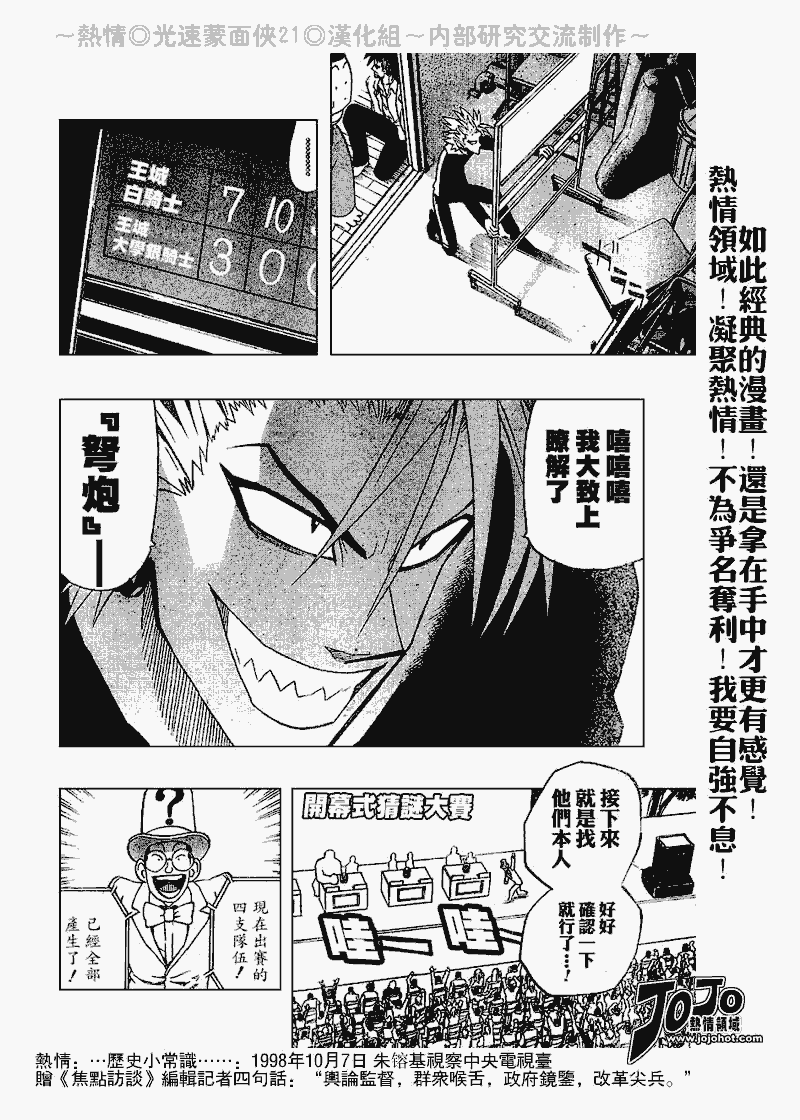 ～熱情◎光速蒙面俠21◎漢化組～内部研究交流制作～
………
王城
白騎士
7 10
王城
大學銀騎士
3 0 0
如此經典的漫畫！還是拿在手中才更有感覺！
熱情領域！凝聚熱情！不為爭名奪利！我要自強不息！
嘻嘻嘻
我大致上
瞭解了
『弩炮』—
開幕式猜謎大賽
接下來
就是找
他們本人
好好
確認一下
就行了…！
哇
哇
?
現在出賽的
四支隊伍！
已經全部
產生了！
JOJO
熱情領域
www.jojohot.com
熱情：…歷史小常識……：1998年10月7日 朱镕基視察中央電視臺
贈《焦點訪談》編輯記者四句話：“輿論監督，群衆喉舌，政府鏡鑒，改革尖兵。”